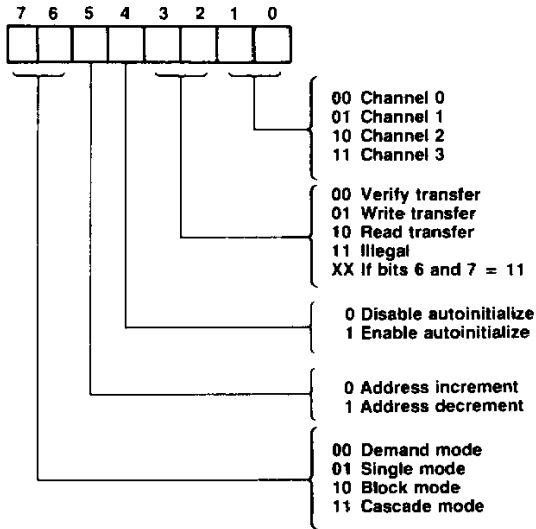 7 6 5 4 3 2 1 0
00 Channel 0
01 Channel 1
10 Channel 2
11 Channel 3
00 Verify transfer
01 Write transfer
10 Read transfer
11 Illegal
XX If bits 6 and 7 = 11
0 Disable autoinitialize
1 Enable autoinitialize
0 Address increment
1 Address decrement
00 Demand mode
01 Single mode
10 Block mode
11 Cascade mode